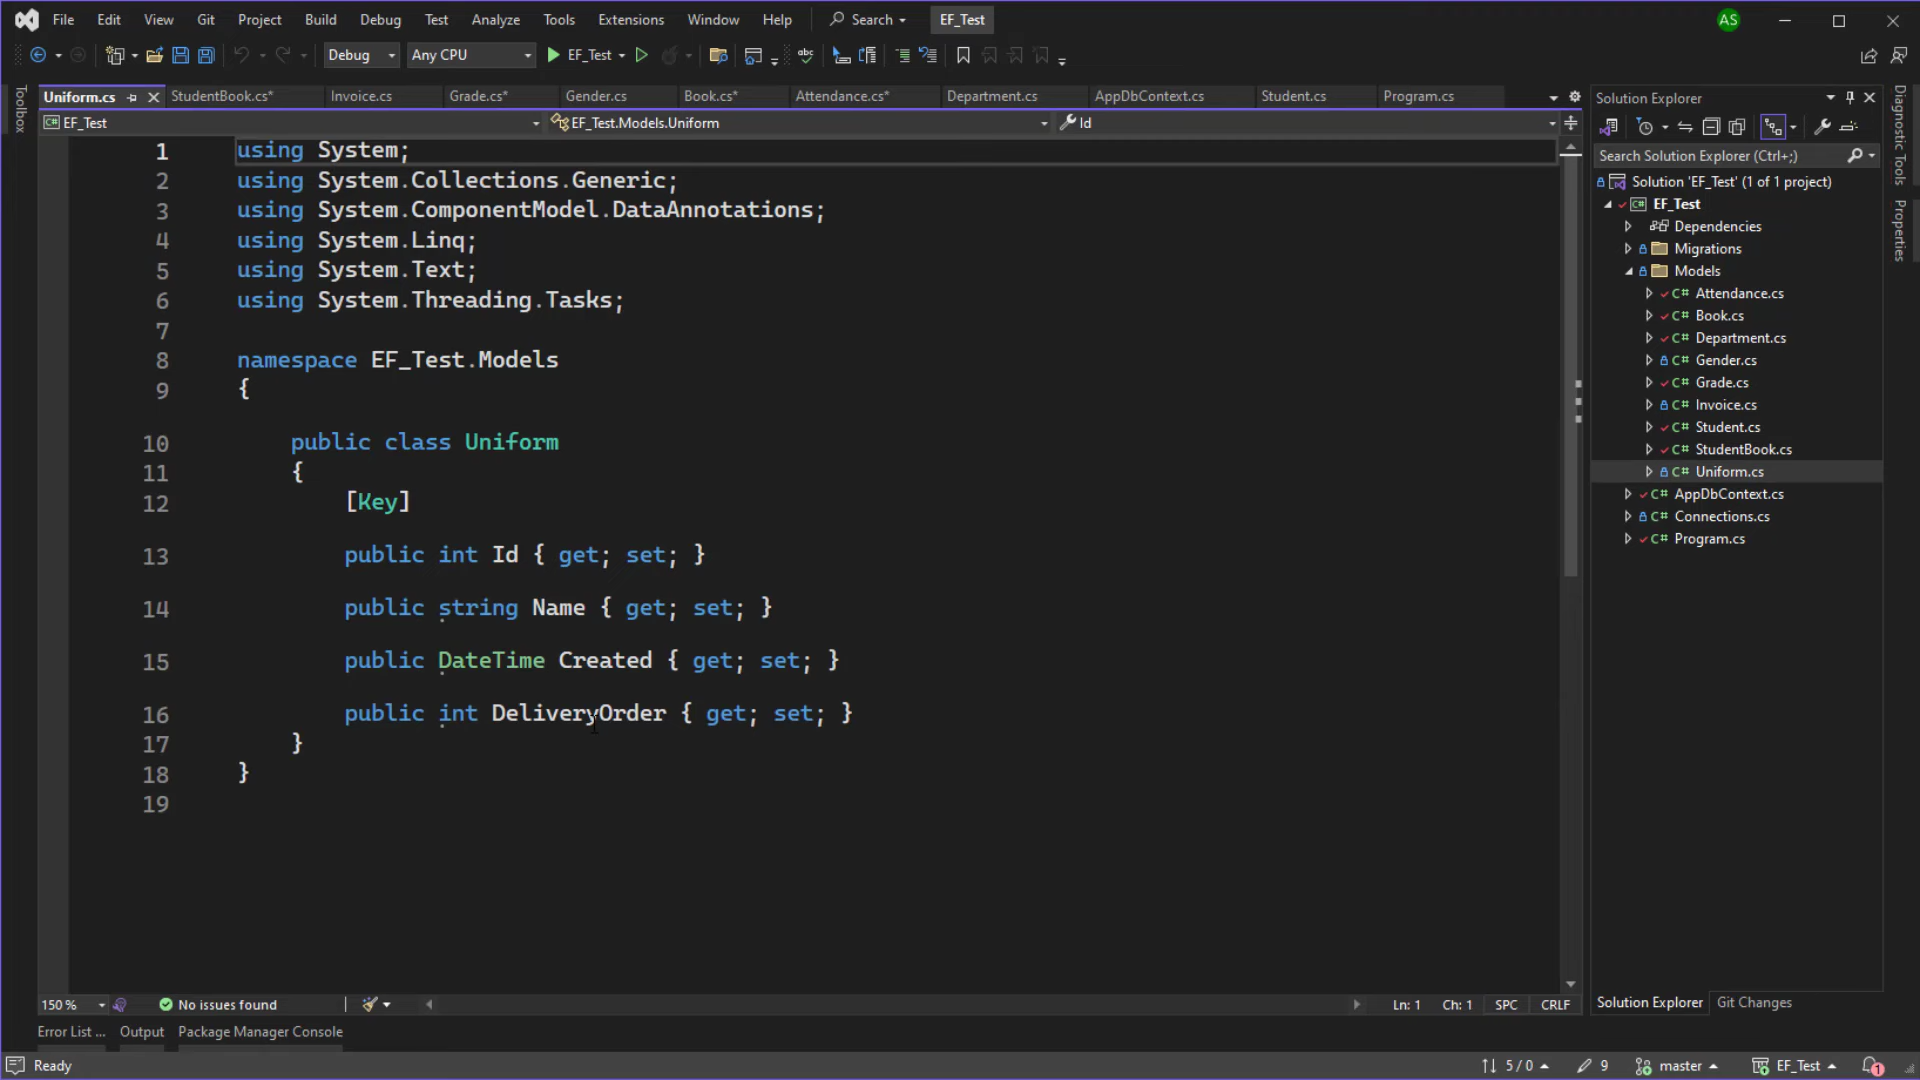 File Edit View Git Project Build Debug Test Analyze Tools Extensions Window Help Search EF_Test AS
Debug Any CPU EF_Test
Uniform.cs StudentBook.cs* Invoice.cs Grade.cs* Gender.cs Book.cs* Attendance.cs* Department.cs AppDbContext.cs Student.cs Program.cs
EF_Test EF_Test.Models.Uniform Id
Toolbox
1 using System;
2 using System.Collections.Generic;
3 using System.ComponentModel.DataAnnotations;
4 using System.Linq;
5 using System.Text;
6 using System.Threading.Tasks;
7
8 namespace EF_Test.Models
9 {
10 public class Uniform
11 {
12 [Key]
13 public int Id { get; set; }
14 public string Name { get; set; }
15 public DateTime Created { get; set; }
16 public int DeliveryOrder { get; set; }
17 }
18 }
19
150 % No issues found Ln: 1 Ch: 1 SPC CRLF
Error List ... Output Package Manager Console
Solution Explorer
Search Solution Explorer (Ctrl+;)
Solution 'EF_Test' (1 of 1 project)
C# EF_Test
Dependencies
Migrations
Models
C# Attendance.cs
C# Book.cs
C# Department.cs
C# Gender.cs
C# Grade.cs
C# Invoice.cs
C# Student.cs
C# StudentBook.cs
C# Uniform.cs
C# AppDbContext.cs
C# Connections.cs
C# Program.cs
Solution Explorer Git Changes
Diagnostic Tools
Properties
Ready 5 / 0 9 master EF_Test 1